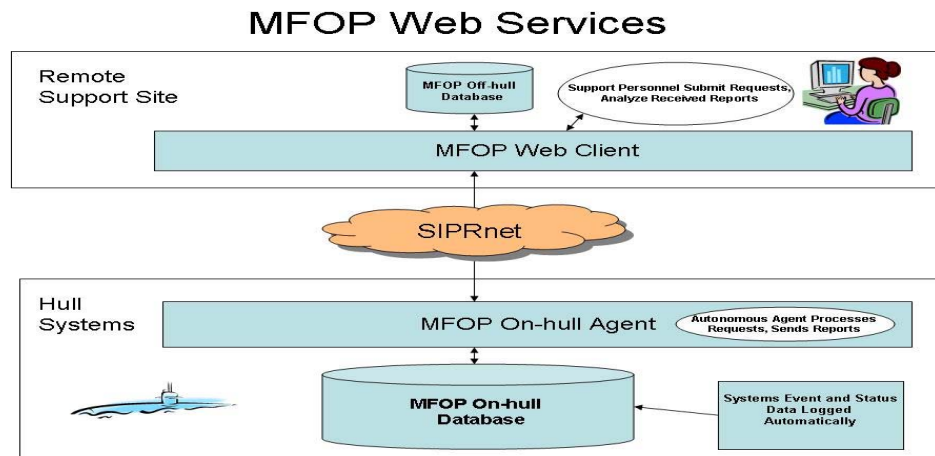 MFOP Web Services
Remote
Support Site
MFOP Off-hull
Database
Support Personnel Submit Requests,
Analyze Received Reports
MFOP Web Client
SIPRnet
Hull
Systems
MFOP On-hull Agent
Autonomous Agent Processes
Requests, Sends Reports
MFOP On-hull
Database
Systems Event and Status
Data Logged
Automatically